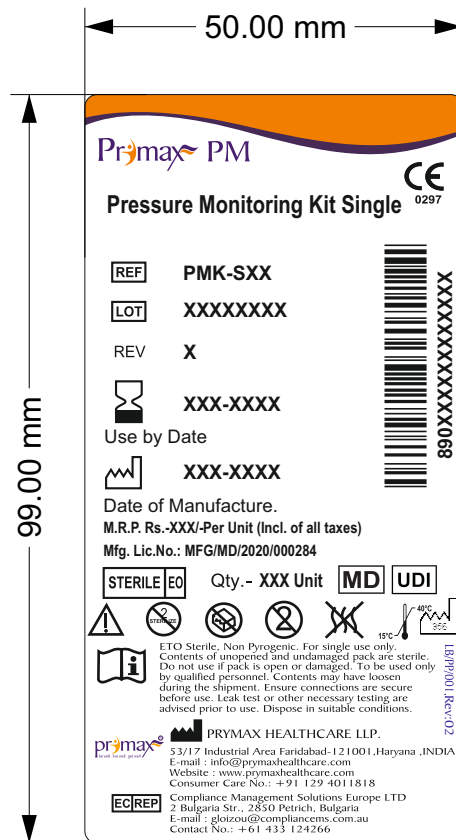 50.00 mm
99.00 mm
Primax PM
CE
0297
Pressure Monitoring Kit Single
REF PMK-SXX
LOT XXXXXXXX
REV X
XXX-XXXX
Use by Date
XXX-XXXX
Date of Manufacture.
M.R.P. Rs.-XXX/-Per Unit (Incl. of all taxes)
Mfg. Lic.No.: MFG/MD/2020/000284
890XXXXXXXXXX068
STERILE EO Qty.- XXX Unit MD UDI
2 STERILIZE
2
15°C 40°C
366
ETO Sterile, Non Pyrogenic. For single use only.
Contents of unopened and undamaged pack are sterile.
Do not use if pack is open or damaged. To be used only
by qualified personnel. Contents may have loosen
during the shipment. Ensure connections are secure
before use. Leak test or other necessary testing are
advised prior to use. Dispose in suitable conditions.
LB/PP/001,Rev:02
primax®
PRYMAX HEALTHCARE LLP.
53/17 Industrial Area Faridabad-121001,Haryana ,INDIA
E-mail : info@prymaxhealthcare.com
Website : www.prymaxhealthcare.com
Consumer Care No.: +91 129 4011818
EC REP
Compliance Management Solutions Europe LTD
2 Bulgaria Str., 2850 Petrich, Bulgaria
E-mail : gloizou@compliancems.com.au
Contact No.: +61 433 124266